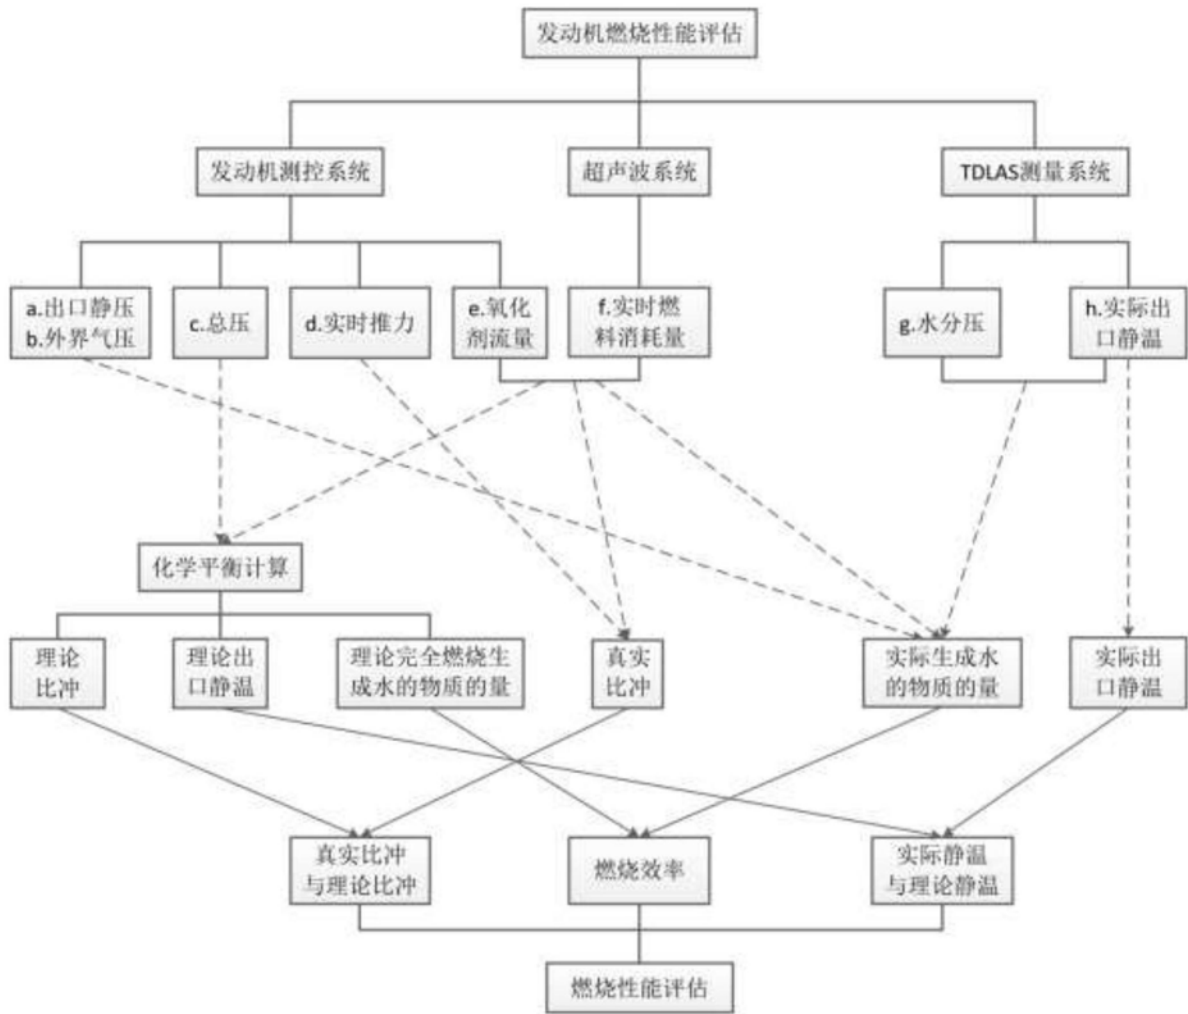 发动机燃烧性能评估
发动机测控系统
超声波系统
TDLAS测量系统
a.出口静压
b.外界气压
c.总压
d.实时推力
e.氧化
剂流量
f.实时燃
料消耗量
g.水分压
h.实际出
口静温
化学平衡计算
理论
比冲
理论出
口静温
理论完全燃烧生
成水的物质的量
真实
比冲
实际生成水
的物质的量
实际出
口静温
真实比冲
与理论比冲
燃烧效率
实际静温
与理论静温
燃烧性能评估